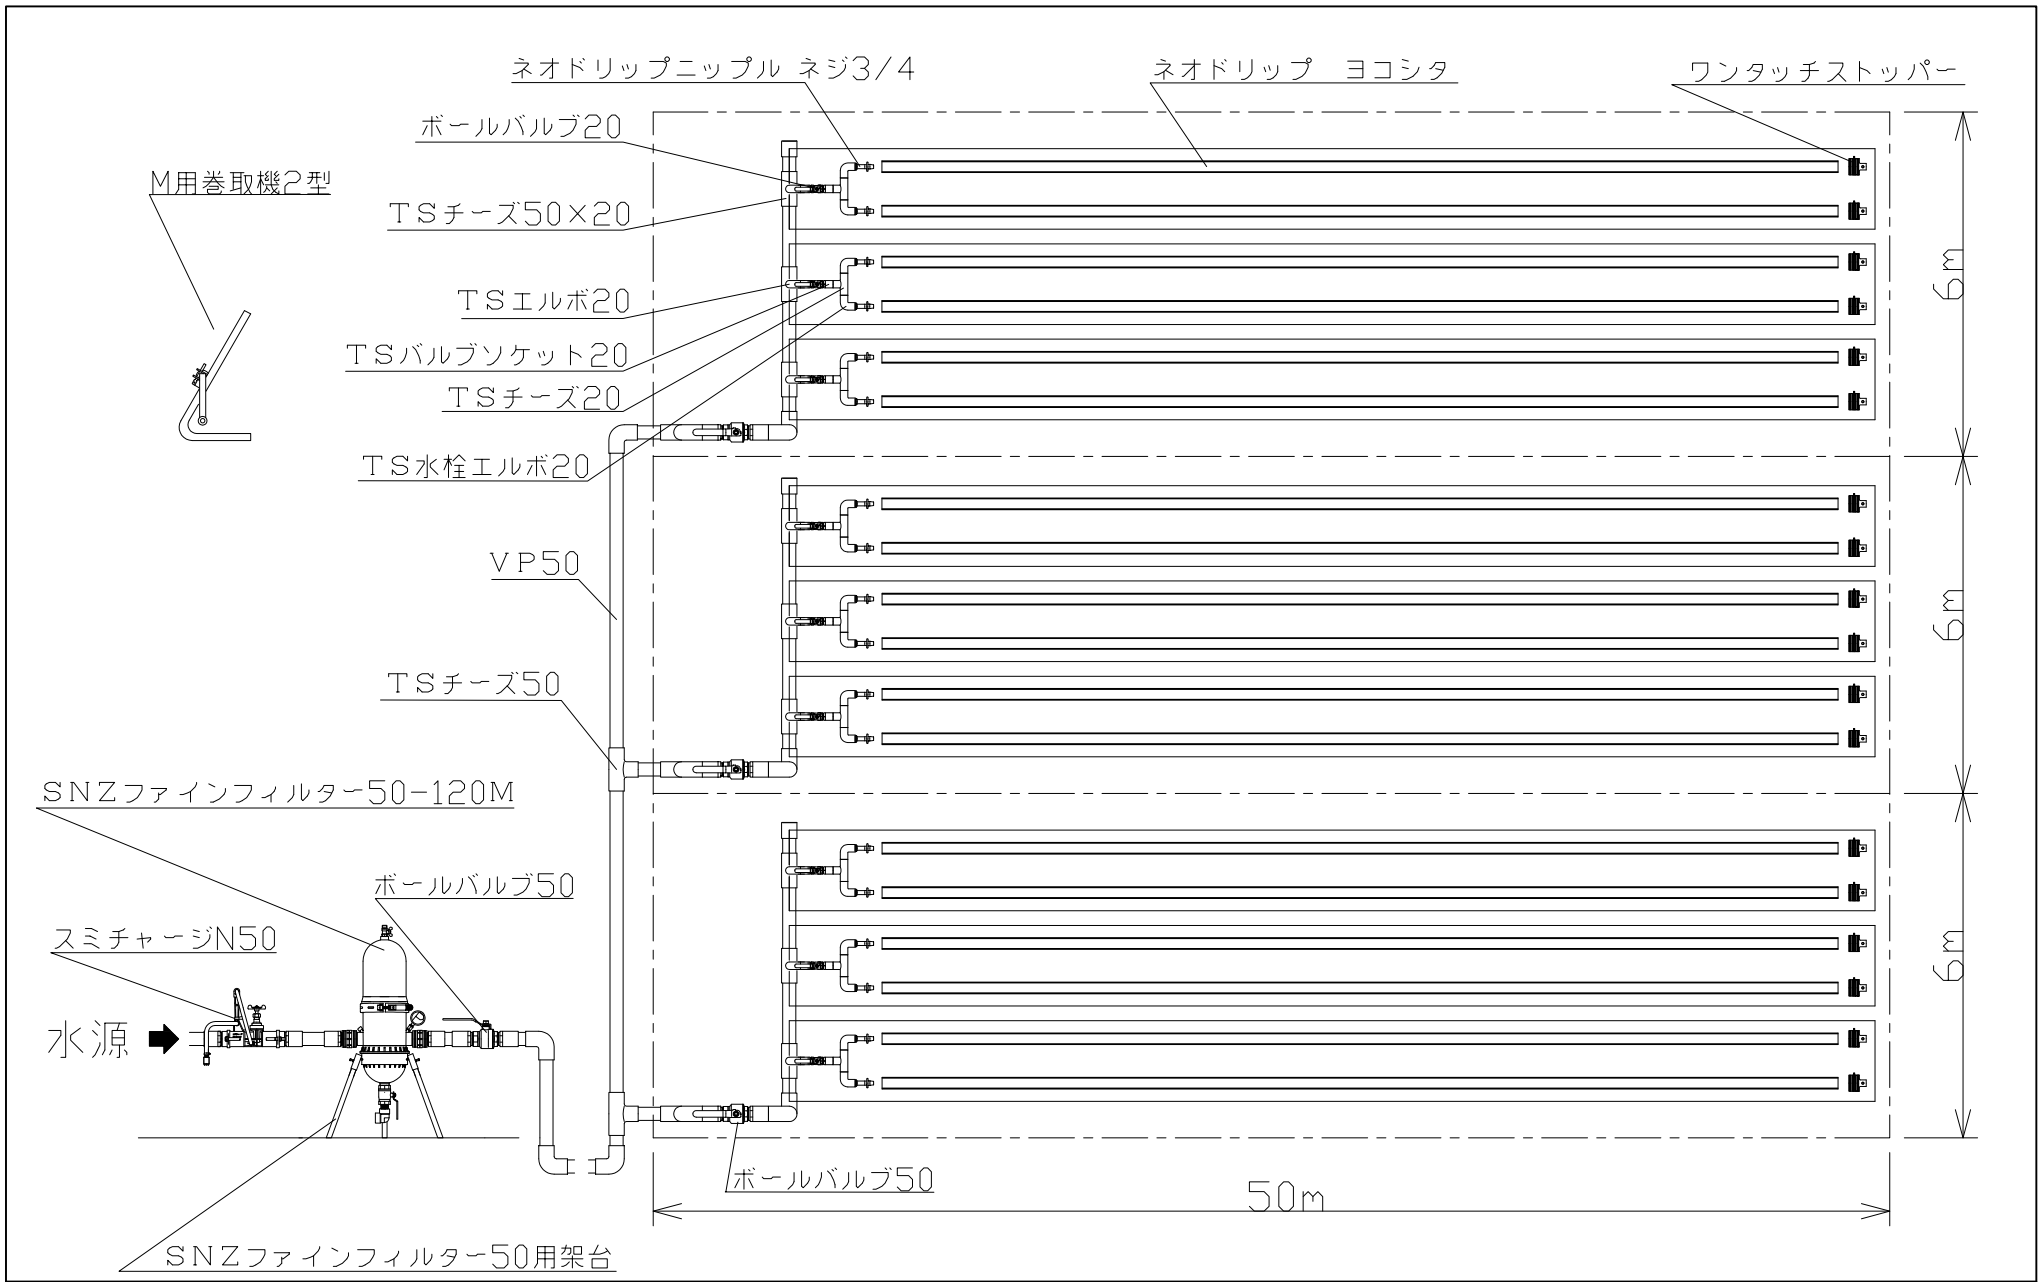 ネオドリップニップル ネジ3/4
ネオドリップ ヨコシタ
ワンタッチストッパー
ボールバルブ20
M用巻取機2型
TSチーズ50×20
TSエルボ20
6m
TSバルブソケット20
TSチーズ20
TS水栓エルボ20
VP50
6m
TSチーズ50
SNZファインフィルター50-120M
ボールバルブ50
スミチャージN50
6m
水源
ボールバルブ50
50m
SNZファインフィルター50用架台